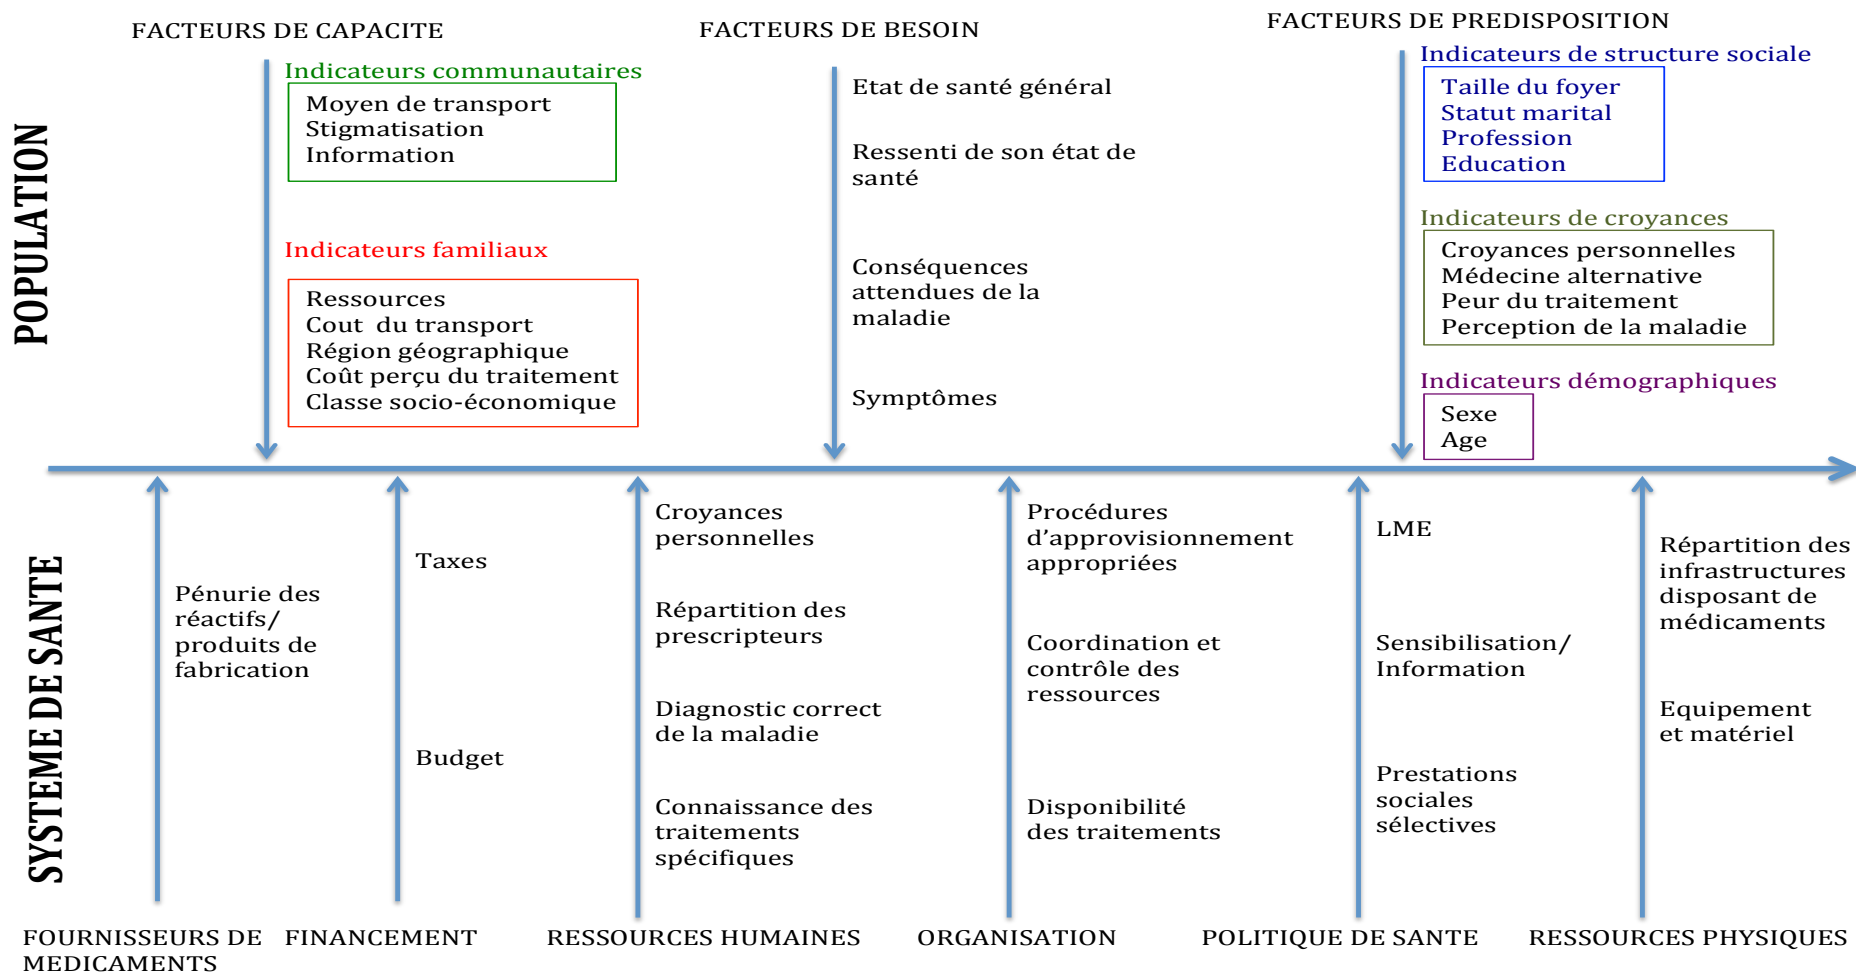 FACTEURS DE CAPACITE
Indicateurs communautaires
Moyen de transport
Stigmatisation
Information
Indicateurs familiaux
Ressources
Cout  du transport
Région géographique
Coût perçu du traitement
Classe socio-économique
FACTEURS DE BESOIN
Etat de santé général
Ressenti de son état de
santé
Conséquences
attendues de la
maladie
Symptômes
FACTEURS DE PREDISPOSITION
Indicateurs de structure sociale
Taille du foyer
Statut marital
Profession
Education
Indicateurs de croyances
Croyances personnelles
Médecine alternative
Peur du traitement
Perception de la maladie
Indicateurs démographiques
Sexe
Age
POPULATION
SYSTEME DE SANTE
Pénurie des
réactifs/
produits de
fabrication
FOURNISSEURS DE
MEDICAMENTS
Taxes
Budget
FINANCEMENT
Croyances
personnelles
Répartition des
prescripteurs
Diagnostic correct
de la maladie
Connaissance des
traitements
spécifiques
RESSOURCES HUMAINES
Procédures
d’approvisionnement
appropriées
Coordination et
contrôle des
ressources
Disponibilité
des traitements
ORGANISATION
LME
Sensibilisation/
Information
Prestations
sociales
sélectives
POLITIQUE DE SANTE
Répartition des
infrastructures
disposant de
médicaments
Equipement
et matériel
RESSOURCES PHYSIQUES